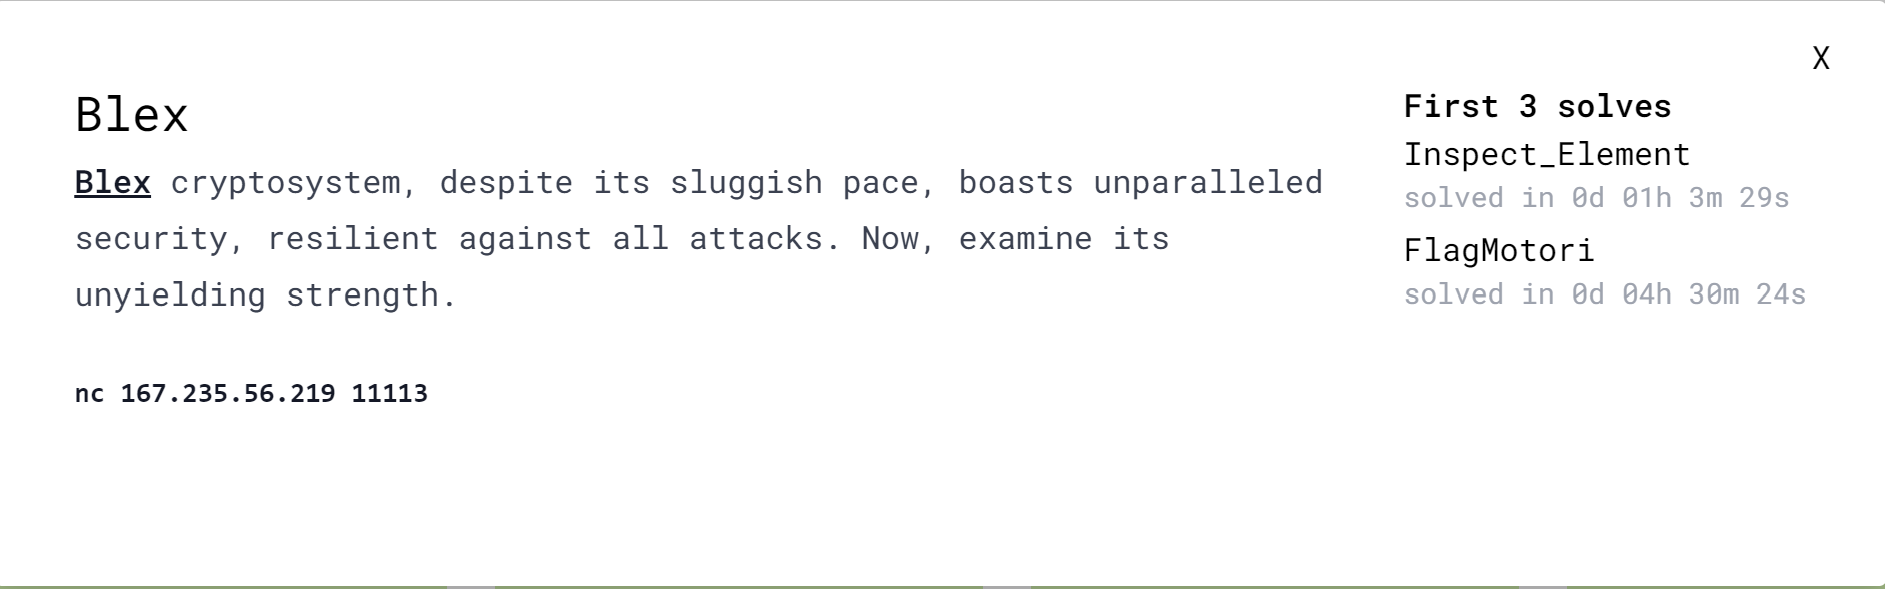 X
Blex
Blex cryptosystem, despite its sluggish pace, boasts unparalleled
security, resilient against all attacks. Now, examine its
unyielding strength.
nc 167.235.56.219 11113
First 3 solves
Inspect_Element
solved in 0d 01h 3m 29s
FlagMotori
solved in 0d 04h 30m 24s